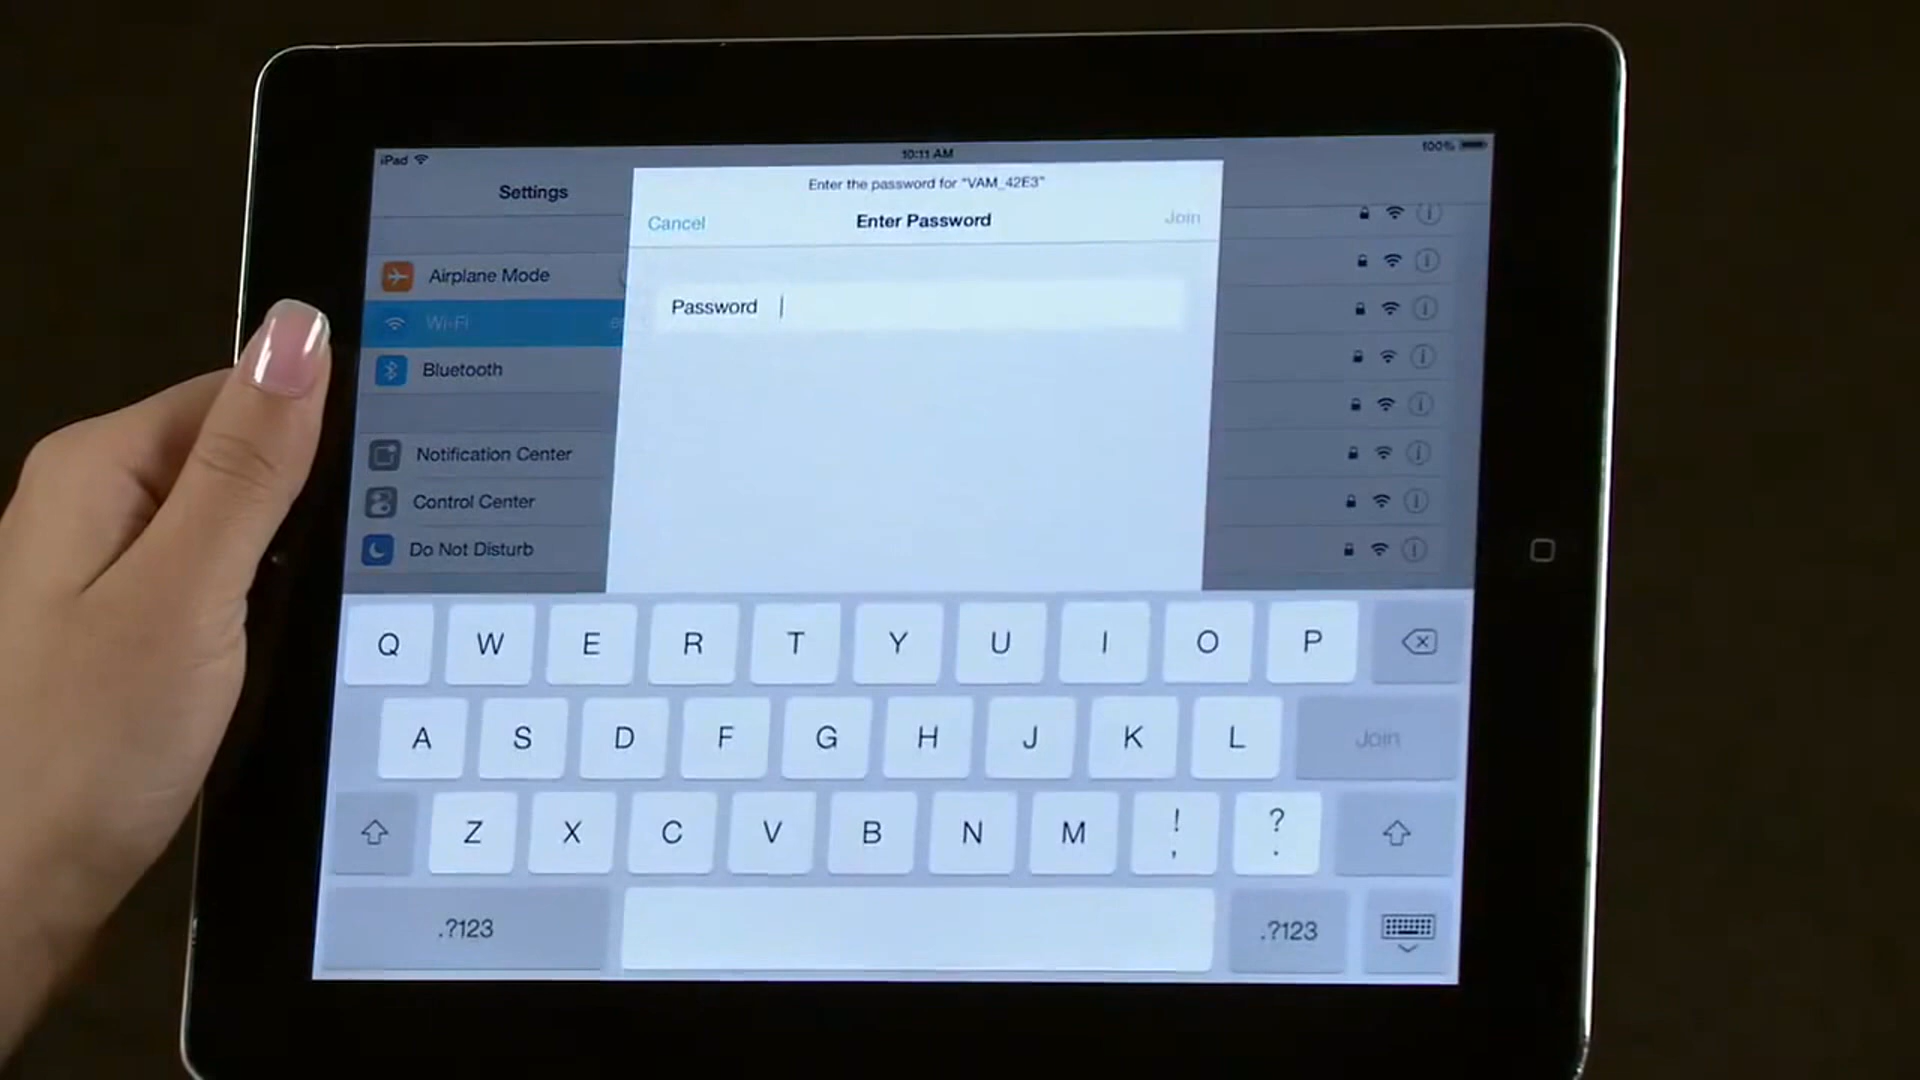 iPad
10:11 AM
100%
Settings
Enter the password for "VAM_42E3"
Cancel
Enter Password
Join
Airplane Mode
Wi-Fi
Bluetooth
Password
Notification Center
Control Center
Do Not Disturb
Q W E R T Y U I O P
A S D F G H J K L Join
Z X C V B N M ! , ? .
.?123 .?123